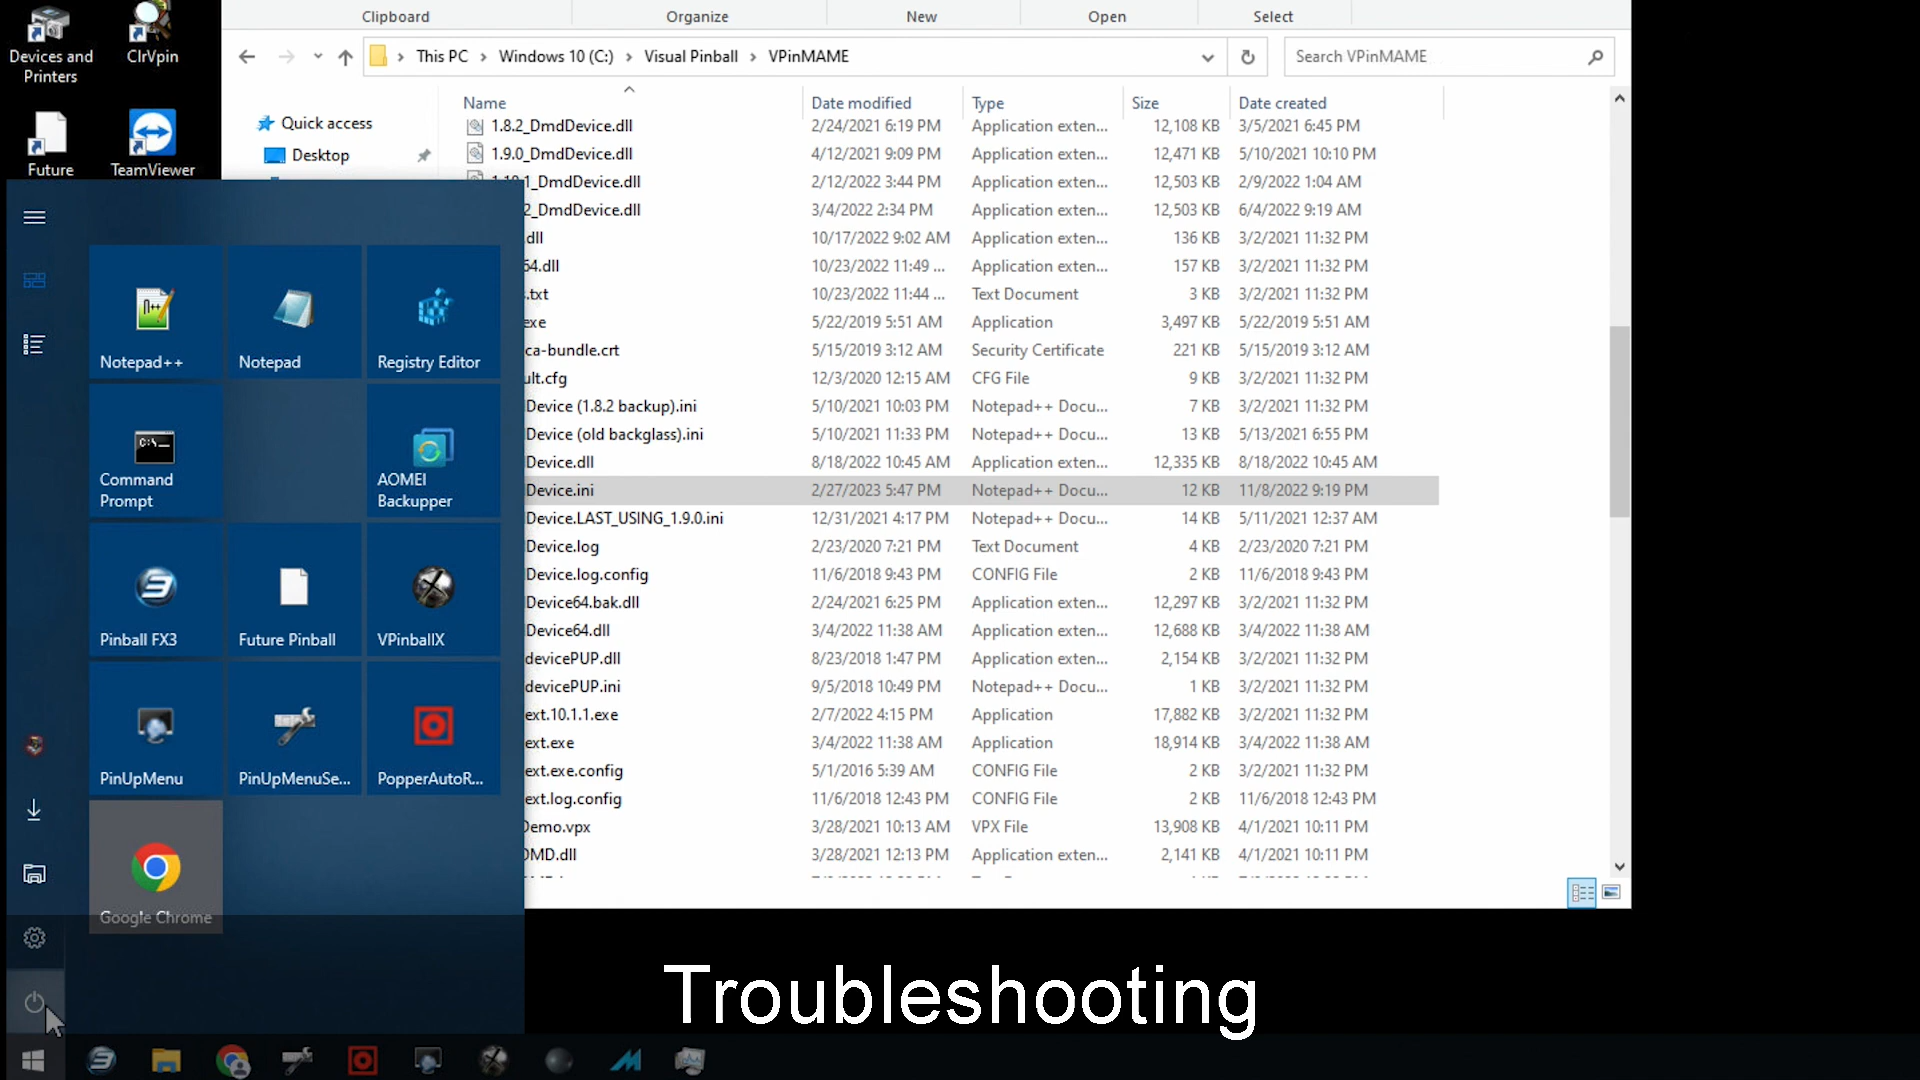 Clipboard Organize New Open Select
Devices and Printers
ClrVpin
Future
TeamViewer
This PC > Windows 10 (C:) > Visual Pinball > VPinMAME
Search VPinMAME
Quick access
Desktop
Name Date modified Type Size Date created
1.8.2_DmdDevice.dll 2/24/2021 6:19 PM Application exten... 12,108 KB 3/5/2021 6:45 PM
1.9.0_DmdDevice.dll 4/12/2021 9:09 PM Application exten... 12,471 KB 5/10/2021 10:10 PM
1_DmdDevice.dll 2/12/2022 3:44 PM Application exten... 12,503 KB 2/9/2022 1:04 AM
2_DmdDevice.dll 3/4/2022 2:34 PM Application exten... 12,503 KB 6/4/2022 9:19 AM
.dll 10/17/2022 9:02 AM Application exten... 136 KB 3/2/2021 11:32 PM
64.dll 10/23/2022 11:49 ... Application exten... 157 KB 3/2/2021 11:32 PM
s.txt 10/23/2022 11:44 ... Text Document 3 KB 3/2/2021 11:32 PM
exe 5/22/2019 5:51 AM Application 3,497 KB 5/22/2019 5:51 AM
ca-bundle.crt 5/15/2019 3:12 AM Security Certificate 221 KB 5/15/2019 3:12 AM
ult.cfg 12/3/2020 12:15 AM CFG File 9 KB 3/2/2021 11:32 PM
Device (1.8.2 backup).ini 5/10/2021 10:03 PM Notepad++ Docu... 7 KB 3/2/2021 11:32 PM
Device (old backglass).ini 5/10/2021 11:33 PM Notepad++ Docu... 13 KB 5/13/2021 6:55 PM
Device.dll 8/18/2022 10:45 AM Application exten... 12,335 KB 8/18/2022 10:45 AM
Device.ini 2/27/2023 5:47 PM Notepad++ Docu... 12 KB 11/8/2022 9:19 PM
Device.LAST_USING_1.9.0.ini 12/31/2021 4:17 PM Notepad++ Docu... 14 KB 5/11/2021 12:37 AM
Device.log 2/23/2020 7:21 PM Text Document 4 KB 2/23/2020 7:21 PM
Device.log.config 11/6/2018 9:43 PM CONFIG File 2 KB 11/6/2018 9:43 PM
Device64.bak.dll 2/24/2021 6:25 PM Application exten... 12,297 KB 3/2/2021 11:32 PM
Device64.dll 3/4/2022 11:38 AM Application exten... 12,688 KB 3/4/2022 11:38 AM
devicePUP.dll 8/23/2018 1:47 PM Application exten... 2,154 KB 3/2/2021 11:32 PM
devicePUP.ini 9/5/2018 10:49 PM Notepad++ Docu... 1 KB 3/2/2021 11:32 PM
ext.10.1.1.exe 2/7/2022 4:15 PM Application 17,882 KB 3/2/2021 11:32 PM
ext.exe 3/4/2022 11:38 AM Application 18,914 KB 3/4/2022 11:38 AM
ext.exe.config 5/1/2016 5:39 AM CONFIG File 2 KB 3/2/2021 11:32 PM
ext.log.config 11/6/2018 12:43 PM CONFIG File 2 KB 11/6/2018 12:43 PM
Demo.vpx 3/28/2021 10:13 AM VPX File 13,908 KB 4/1/2021 10:11 PM
DMD.dll 3/28/2021 12:13 PM Application exten... 2,141 KB 4/1/2021 10:11 PM
Notepad++ Notepad Registry Editor
Command Prompt
AOMEI Backupper
Pinball FX3 Future Pinball VPinballX
PinUpMenu PinUpMenuSe... PopperAutoR...
Google Chrome
Troubleshooting